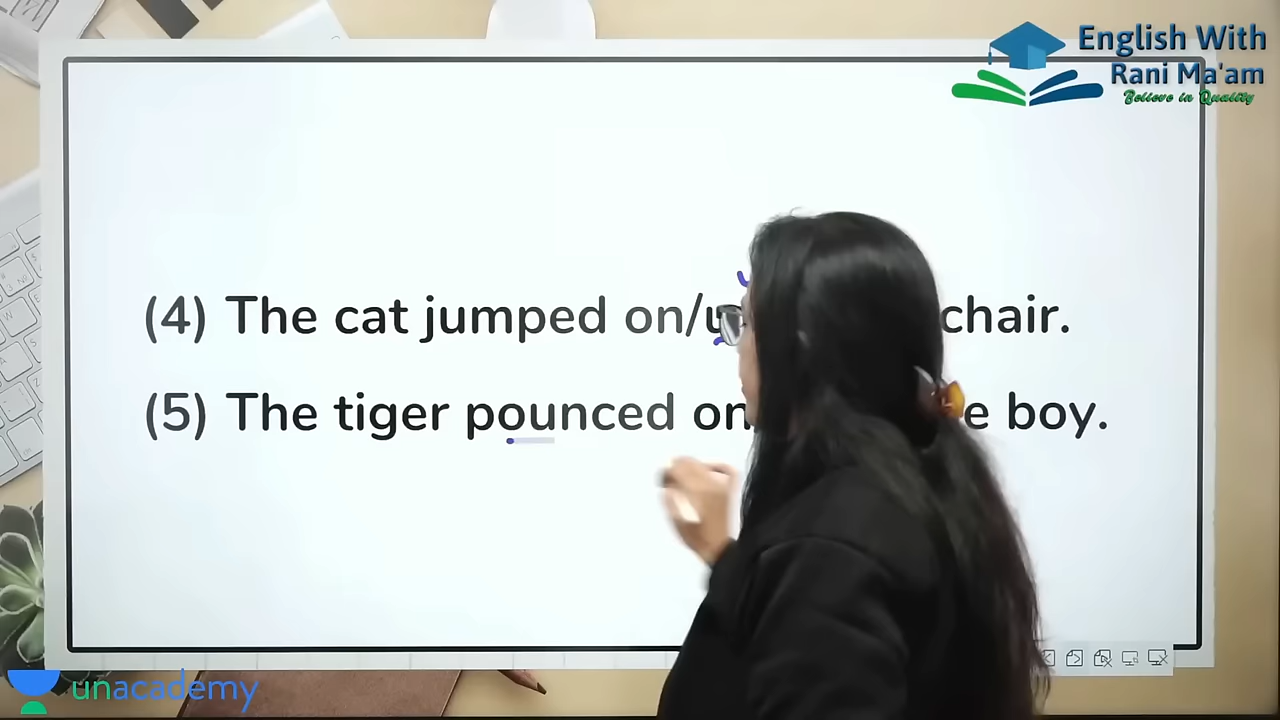 English With
Rani Ma'am
Believe in Quality
(4) The cat jumped on/ chair.
(5) The tiger pounced boy.
unacademy